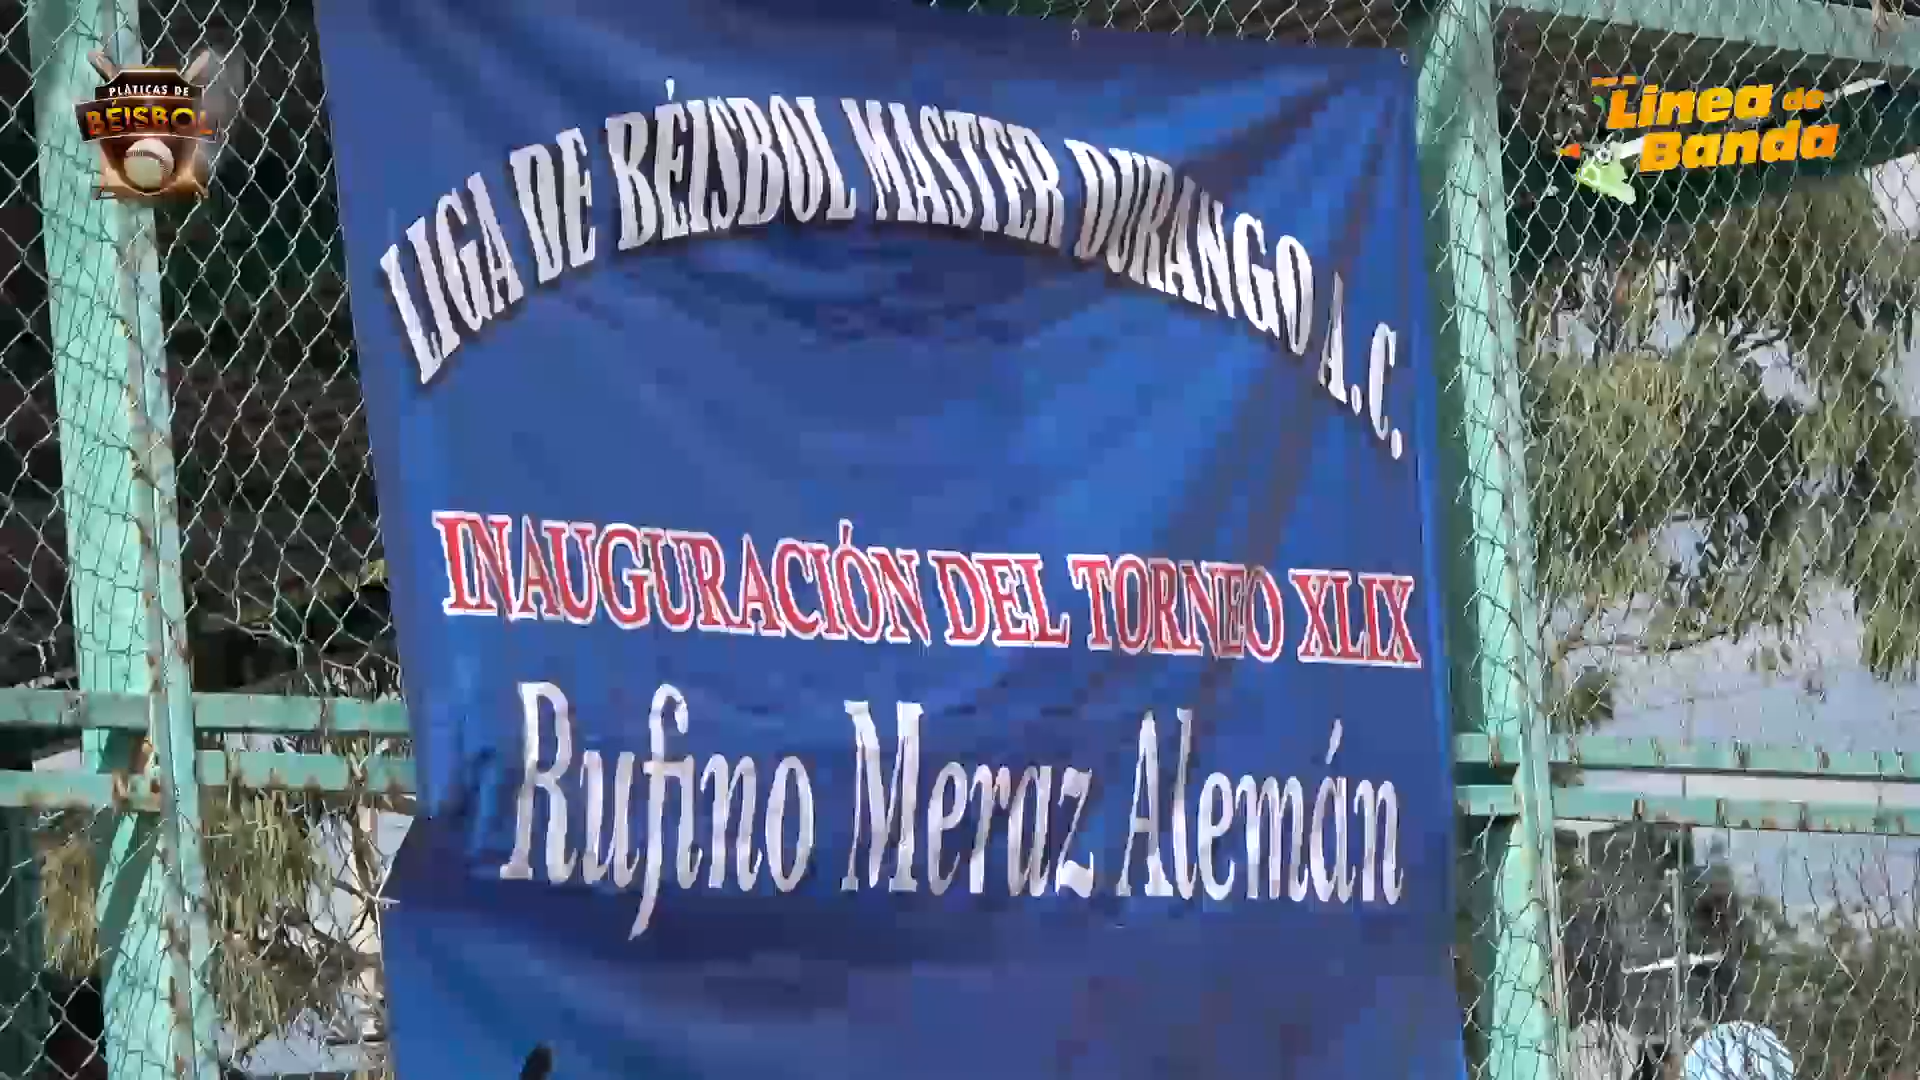 PLÁTICAS DE
BÉISBOL
Linea de
Banda
LIGA DE BÉISBOL MASTER DURANGO A.C.
INAUGURACIÓN DEL TORNEO XLIX
Rufino Meraz Alemán